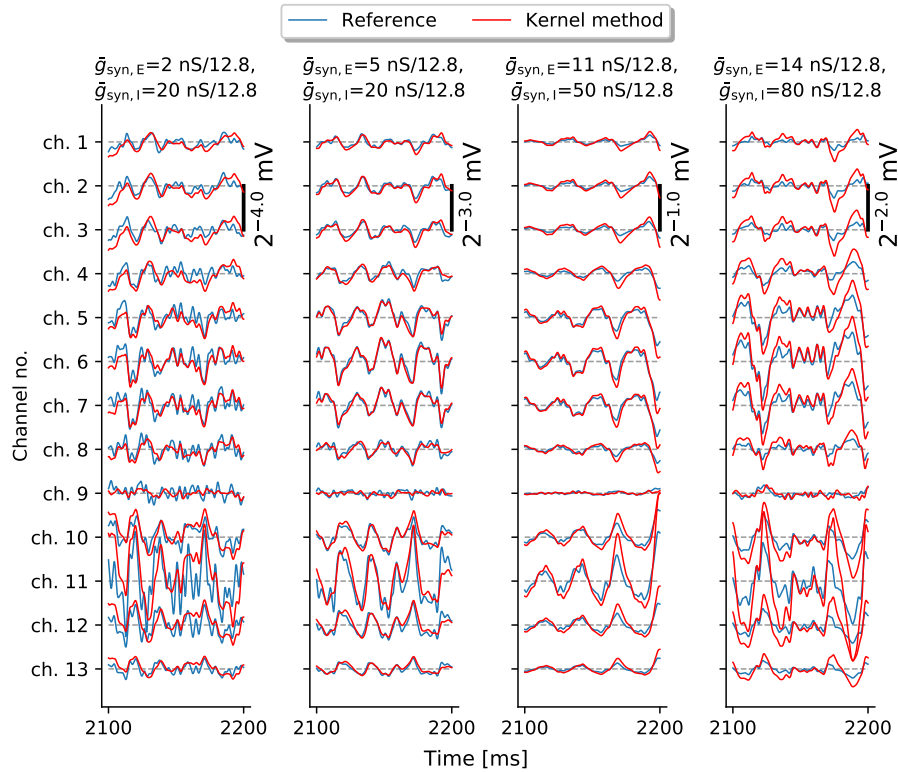 Reference Kernel method
ḡsyn, E=2 nS/12.8,
ḡsyn, I=20 nS/12.8
ḡsyn, E=5 nS/12.8,
ḡsyn, I=20 nS/12.8
ḡsyn, E=11 nS/12.8,
ḡsyn, I=50 nS/12.8
ḡsyn, E=14 nS/12.8,
ḡsyn, I=80 nS/12.8
Channel no.
ch. 1
ch. 2
ch. 3
ch. 4
ch. 5
ch. 6
ch. 7
ch. 8
ch. 9
ch. 10
ch. 11
ch. 12
ch. 13
2^−4.0 mV
2^−3.0 mV
2^−1.0 mV
2^−2.0 mV
2100 2200 2100 2200 2100 2200 2100 2200
Time [ms]